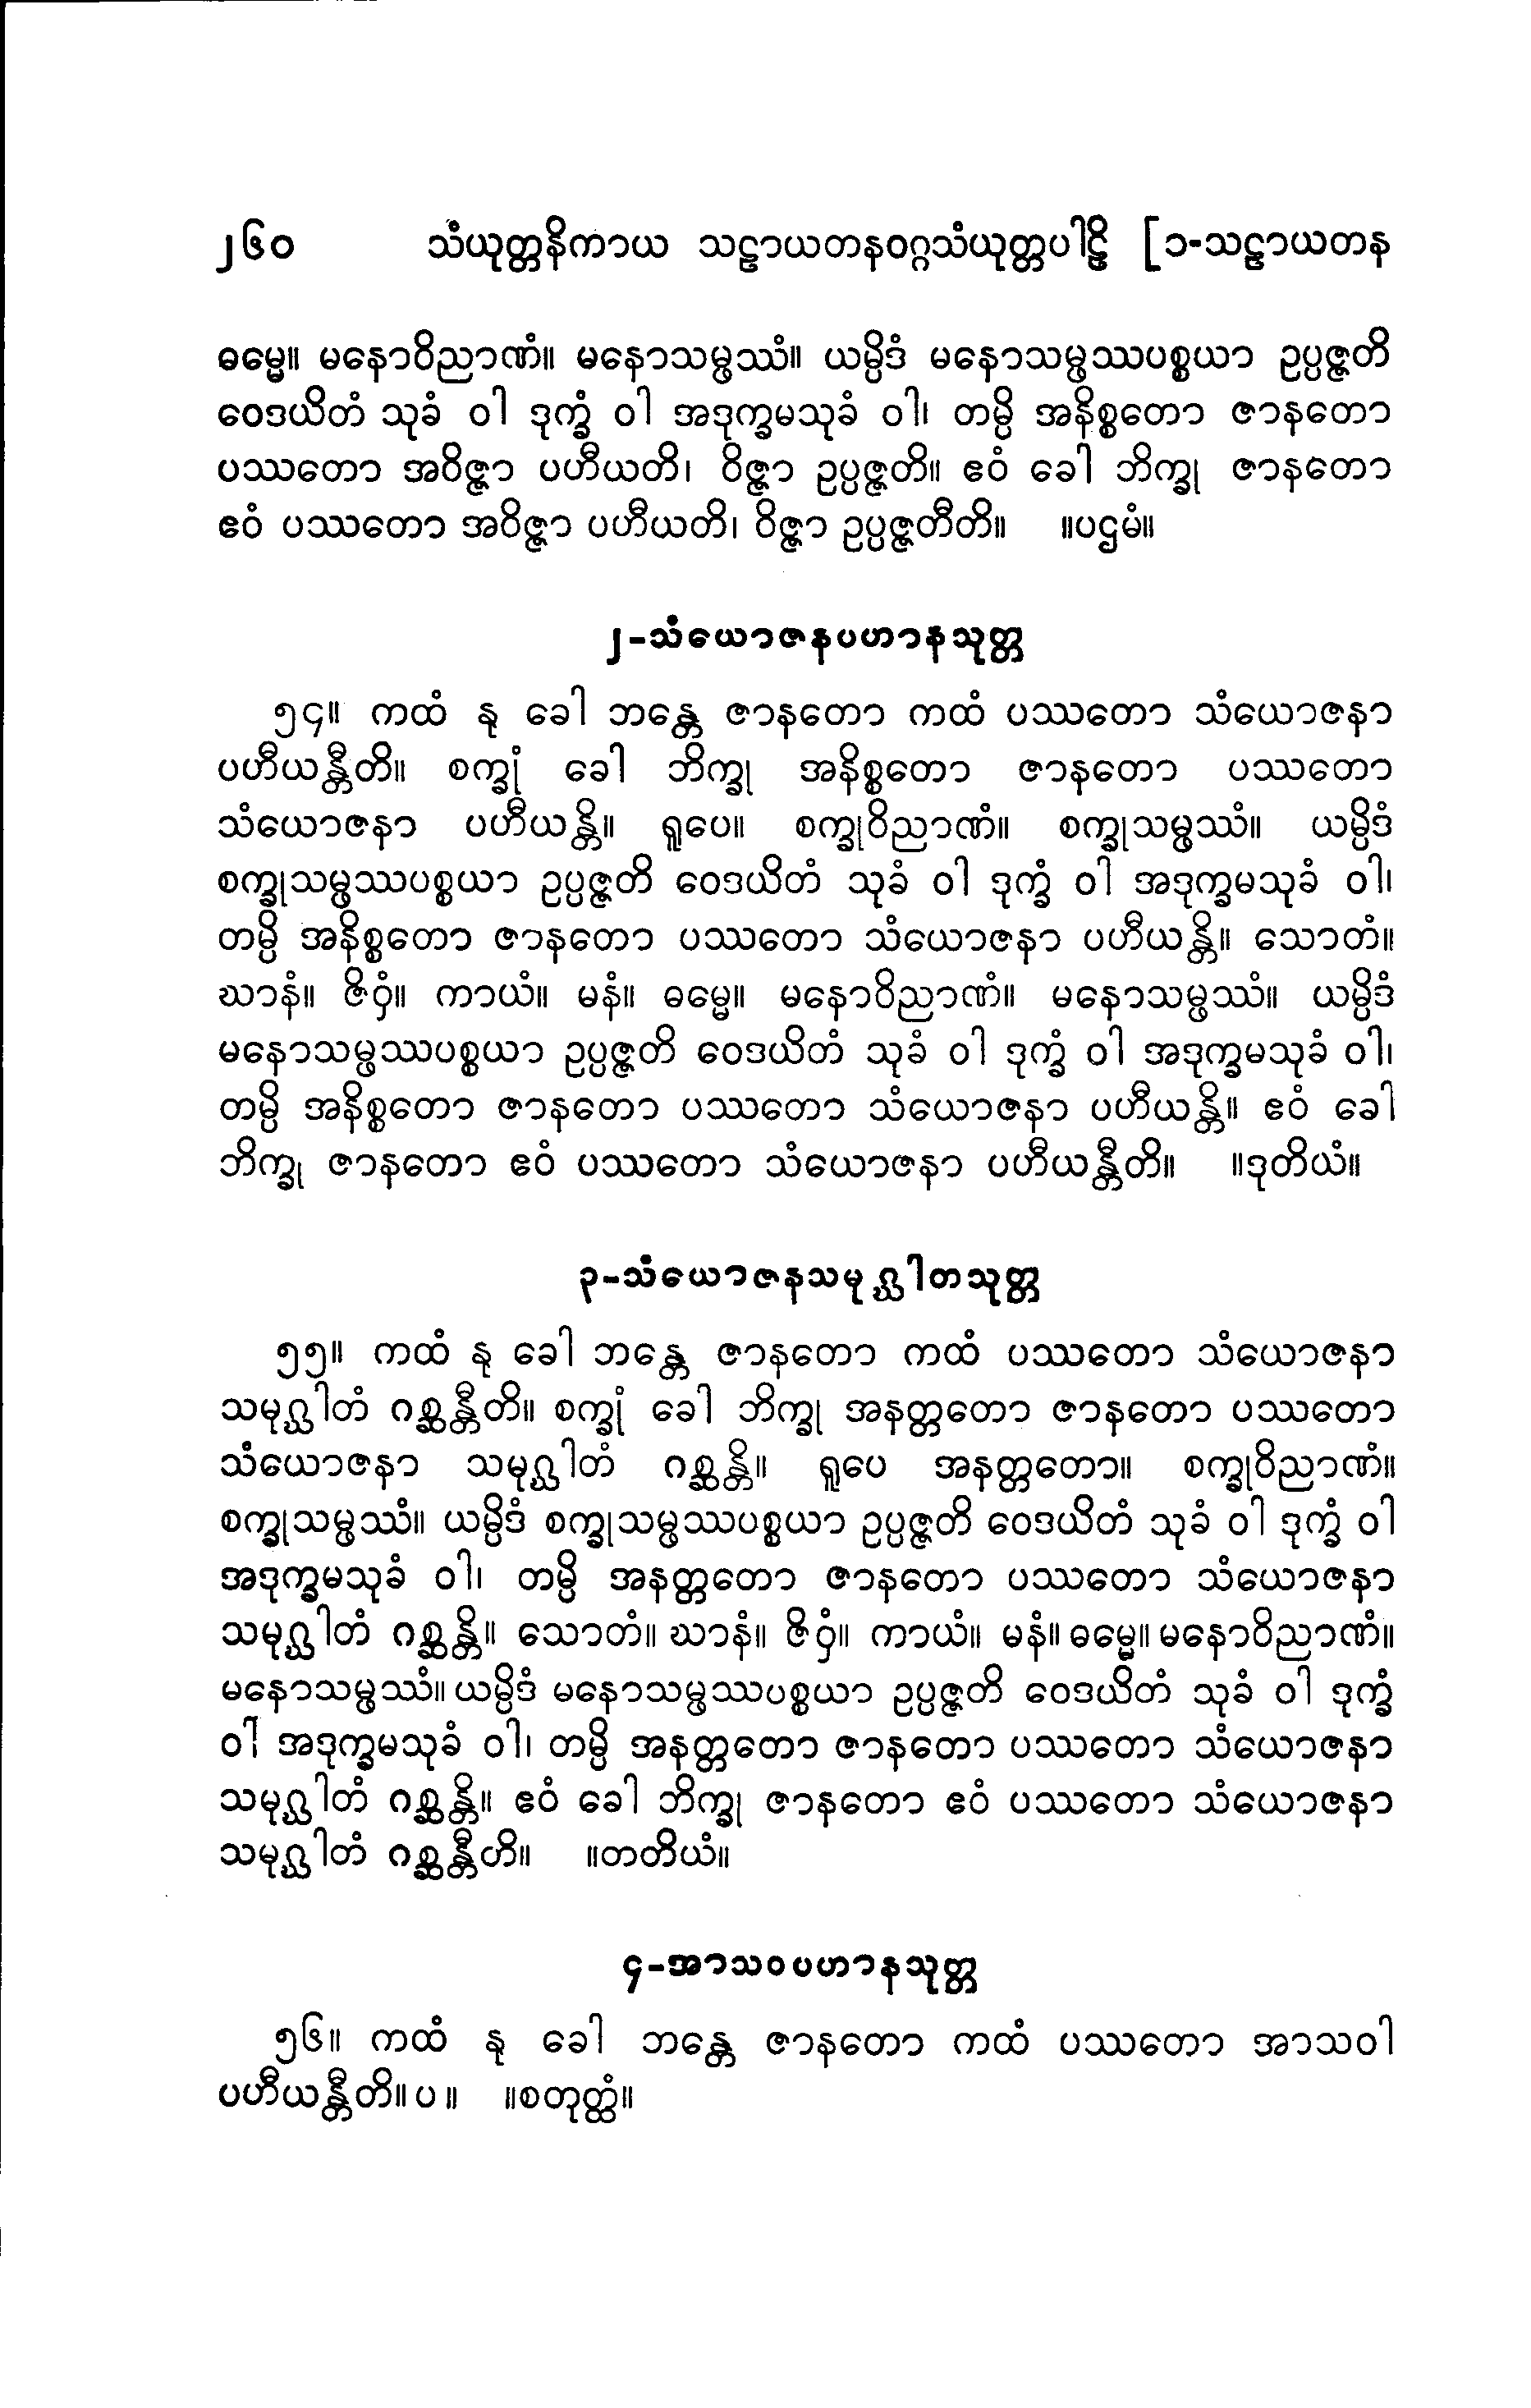 ၂၆၀ သံယုတ္တနိကာယ သဠာယတနဝဂ္ဂသံယုတ္တပါဠိ [၁-သဠာယတန
ဓမ္မေ။ မနောဝိညာဏံ။ မနောသမ္ဖဿံ။ ယမ္ပိဒံ မနောသမ္ဖဿပစ္စယာ ဥပ္ပဇ္ဇတိ
ဝေဒယိတံ သုခံ ဝါ ဒုက္ခံ ဝါ အဒုက္ခမသုခံ ဝါ၊ တမ္ပိ အနိစ္စတော ဇာနတော
ပဿတော အဝိဇ္ဇာ ပဟီယတိ၊ ဝိဇ္ဇာ ဥပ္ပဇ္ဇတိ။ ဧဝံ ခေါ ဘိက္ခု ဇာနတော
ဧဝံ ပဿတော အဝိဇ္ဇာ ပဟီယတိ၊ ဝိဇ္ဇာ ဥပ္ပဇ္ဇတီတိ။ ။ပဌမံ။
၂-သံယောဇနပဟာနသုတ္တ
၅၄။ ကထံ နု ခေါ ဘန္တေ ဇာနတော ကထံ ပဿတော သံယောဇနာ
ပဟီယန္တီတိ။ စက္ခုံ ခေါ ဘိက္ခု အနိစ္စတော ဇာနတော ပဿတော
သံယောဇနာ ပဟီယန္တိ။ ရူပေ။ စက္ခုဝိညာဏံ။ စက္ခုသမ္ဖဿံ။ ယမ္ပိဒံ
စက္ခုသမ္ဖဿပစ္စယာ ဥပ္ပဇ္ဇတိ ဝေဒယိတံ သုခံ ဝါ ဒုက္ခံ ဝါ အဒုက္ခမသုခံ ဝါ၊
တမ္ပိ အနိစ္စတော ဇာနတော ပဿတော သံယောဇနာ ပဟီယန္တိ။ သောတံ။
ဃာနံ။ ဇိဝှံ။ ကာယံ။ မနံ။ ဓမ္မေ။ မနောဝိညာဏံ။ မနောသမ္ဖဿံ။ ယမ္ပိဒံ
မနောသမ္ဖဿပစ္စယာ ဥပ္ပဇ္ဇတိ ဝေဒယိတံ သုခံ ဝါ ဒုက္ခံ ဝါ အဒုက္ခမသုခံ ဝါ၊
တမ္ပိ အနိစ္စတော ဇာနတော ပဿတော သံယောဇနာ ပဟီယန္တိ။ ဧဝံ ခေါ
ဘိက္ခု ဇာနတော ဧဝံ ပဿတော သံယောဇနာ ပဟီယန္တီတိ။ ။ဒုတိယံ။
၃-သံယောဇနသမုဂ္ဃါတသုတ္တ
၅၅။ ကထံ နု ခေါ ဘန္တေ ဇာနတော ကထံ ပဿတော သံယောဇနာ
သမုဂ္ဃါတံ ဂစ္ဆန္တီတိ။ စက္ခုံ ခေါ ဘိက္ခု အနတ္တတော ဇာနတော ပဿတော
သံယောဇနာ သမုဂ္ဃါတံ ဂစ္ဆန္တိ။ ရူပေ အနတ္တတော။ စက္ခုဝိညာဏံ။
စက္ခုသမ္ဖဿံ။ ယမ္ပိဒံ စက္ခုသမ္ဖဿပစ္စယာ ဥပ္ပဇ္ဇတိ ဝေဒယိတံ သုခံ ဝါ ဒုက္ခံ ဝါ
အဒုက္ခမသုခံ ဝါ၊ တမ္ပိ အနတ္တတော ဇာနတော ပဿတော သံယောဇနာ
သမုဂ္ဃါတံ ဂစ္ဆန္တိ။ သောတံ။ ဃာနံ။ ဇိဝှံ။ ကာယံ။ မနံ။ ဓမ္မေ။ မနောဝိညာဏံ။
မနောသမ္ဖဿံ။ ယမ္ပိဒံ မနောသမ္ဖဿပစ္စယာ ဥပ္ပဇ္ဇတိ ဝေဒယိတံ သုခံ ဝါ ဒုက္ခံ
ဝါ အဒုက္ခမသုခံ ဝါ၊ တမ္ပိ အနတ္တတော ဇာနတော ပဿတော သံယောဇနာ
သမုဂ္ဃါတံ ဂစ္ဆန္တိ။ ဧဝံ ခေါ ဘိက္ခု ဇာနတော ဧဝံ ပဿတော သံယောဇနာ
သမုဂ္ဃါတံ ဂစ္ဆန္တီတိ။ ။တတိယံ။
၄-အာသဝပဟာနသုတ္တ
၅၆။ ကထံ နု ခေါ ဘန္တေ ဇာနတော ကထံ ပဿတော အာသဝါ
ပဟီယန္တီတိ။ ပ ။ ။စတုတ္ထံ။